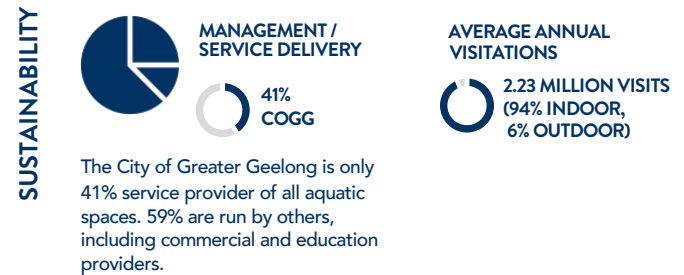 SUSTAINABILITY
MANAGEMENT /
SERVICE DELIVERY
41%
COGG
The City of Greater Geelong is only
41% service provider of all aquatic
spaces. 59% are run by others,
including commercial and education
providers.
AVERAGE ANNUAL
VISITATIONS
2.23 MILLION VISITS
(94% INDOOR,
6% OUTDOOR)